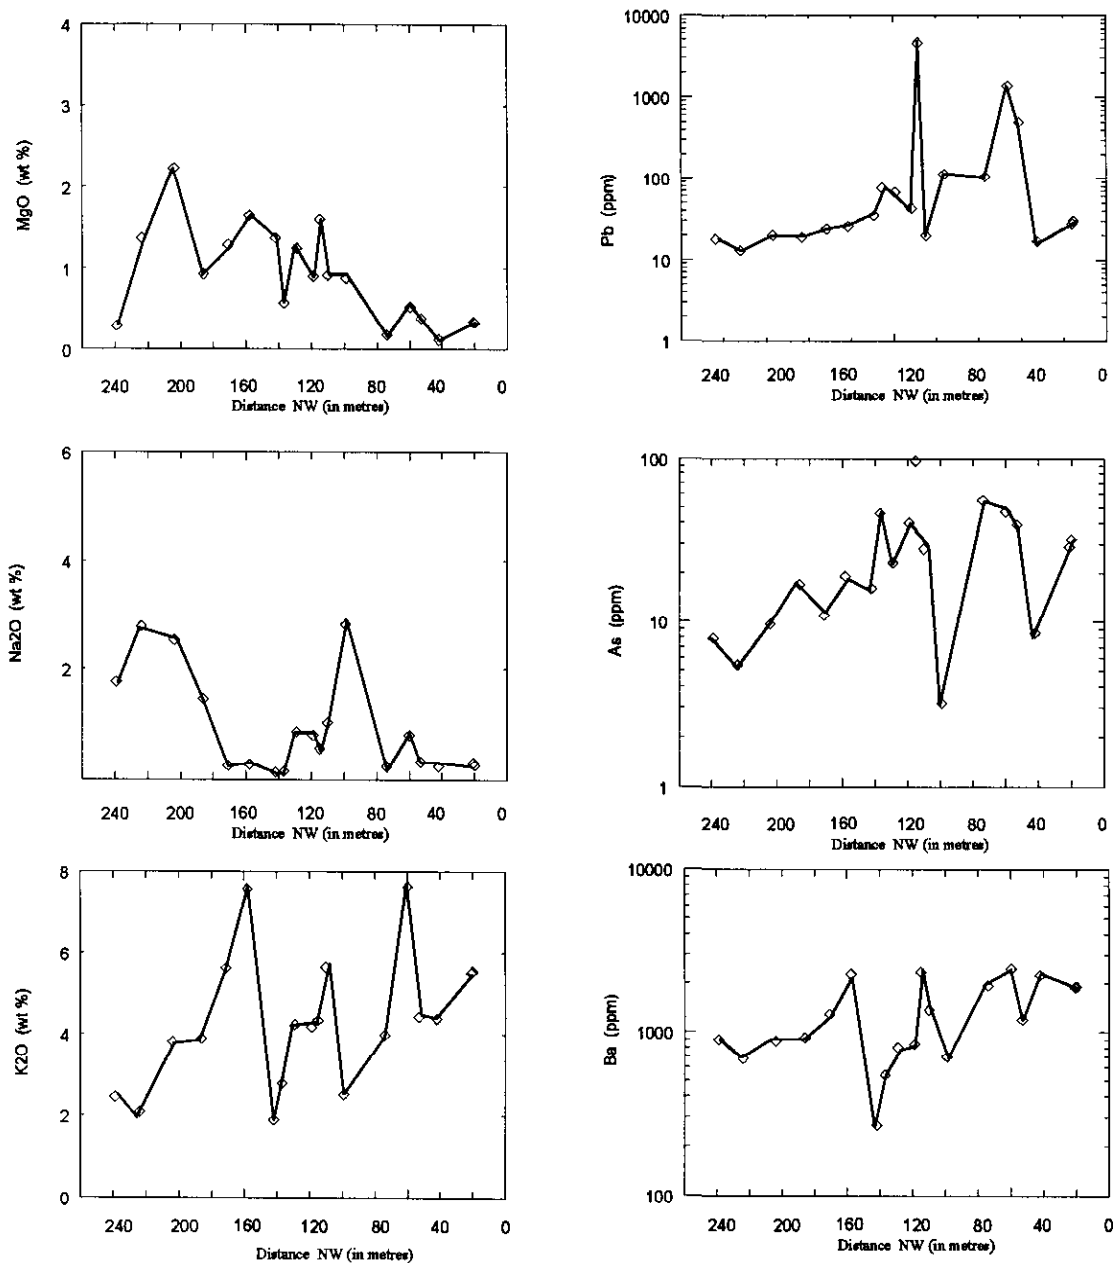 4
3
2
1
0
MgO (wt %)
240 200 160 120 80 40 0
Distance NW (in metres)
10000
1000
100
10
1
Pb (ppm)
240 200 160 120 80 40 0
Distance NW (in metres)
6
4
2
Na2O (wt %)
240 200 160 120 80 40 0
Distance NW (in metres)
100
10
1
As (ppm)
240 200 160 120 80 40 0
Distance NW (in metres)
8
6
4
2
0
K2O (wt %)
240 200 160 120 80 40 0
Distance NW (in metres)
10000
1000
100
Ba (ppm)
240 200 160 120 80 40 0
Distance NW (in metres)